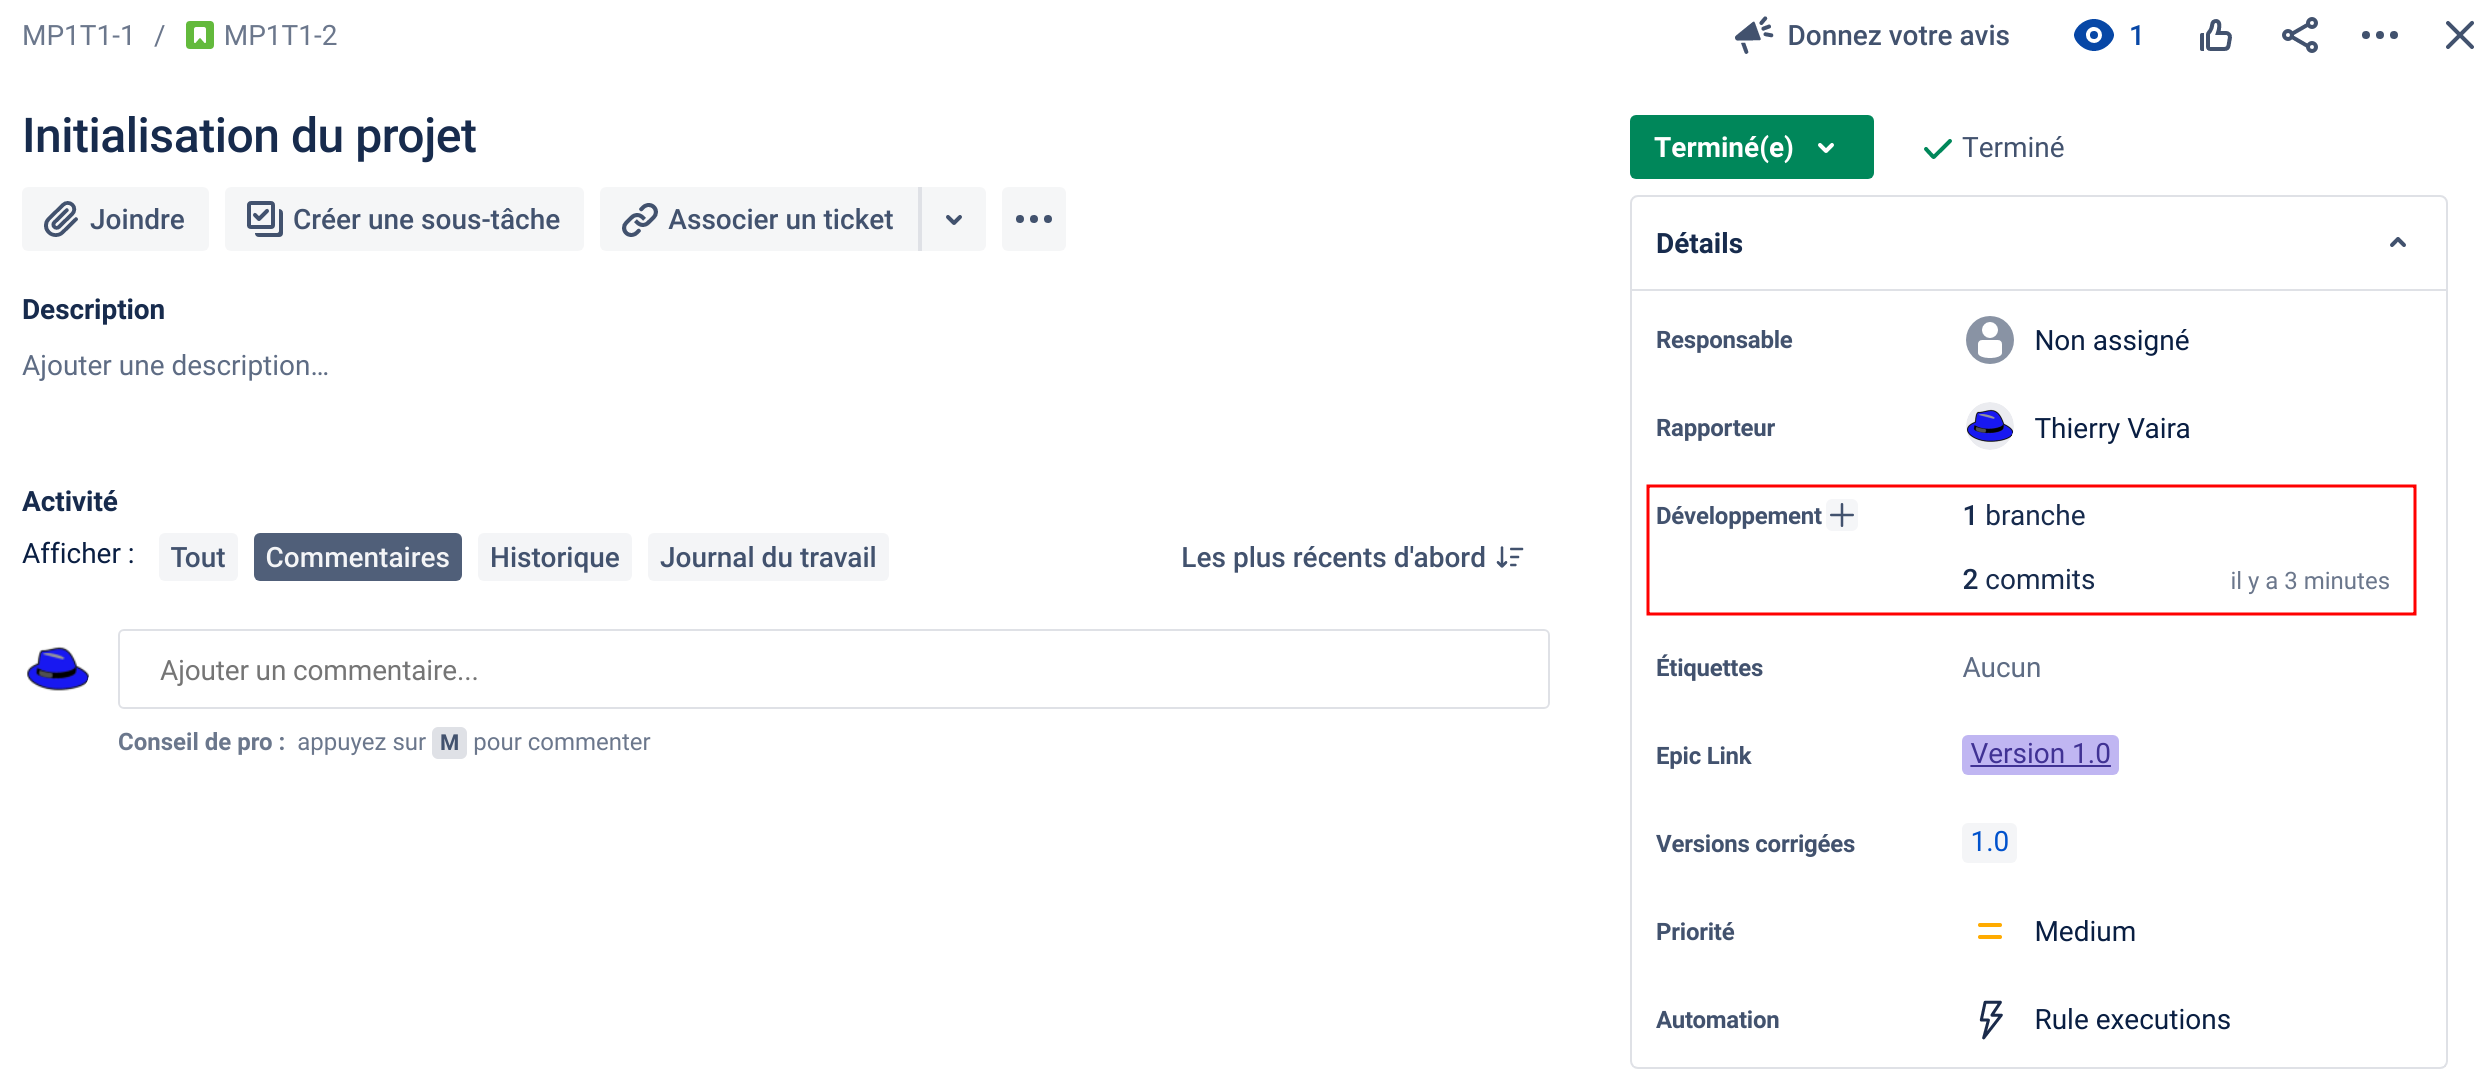 MP1T1-1 / MP1T1-2
Donnez votre avis 1
Initialisation du projet
Terminé(e) Terminé
Joindre Créer une sous-tâche Associer un ticket
Détails
Description
Ajouter une description...
Responsable Non assigné
Rapporteur Thierry Vaira
Activité
Développement 1 branche
Afficher : Tout Commentaires Historique Journal du travail Les plus récents d'abord
2 commits il y a 3 minutes
Ajouter un commentaire...
Étiquettes Aucun
Conseil de pro : appuyez sur M pour commenter
Epic Link Version 1.0
Versions corrigées 1.0
Priorité Medium
Automation Rule executions